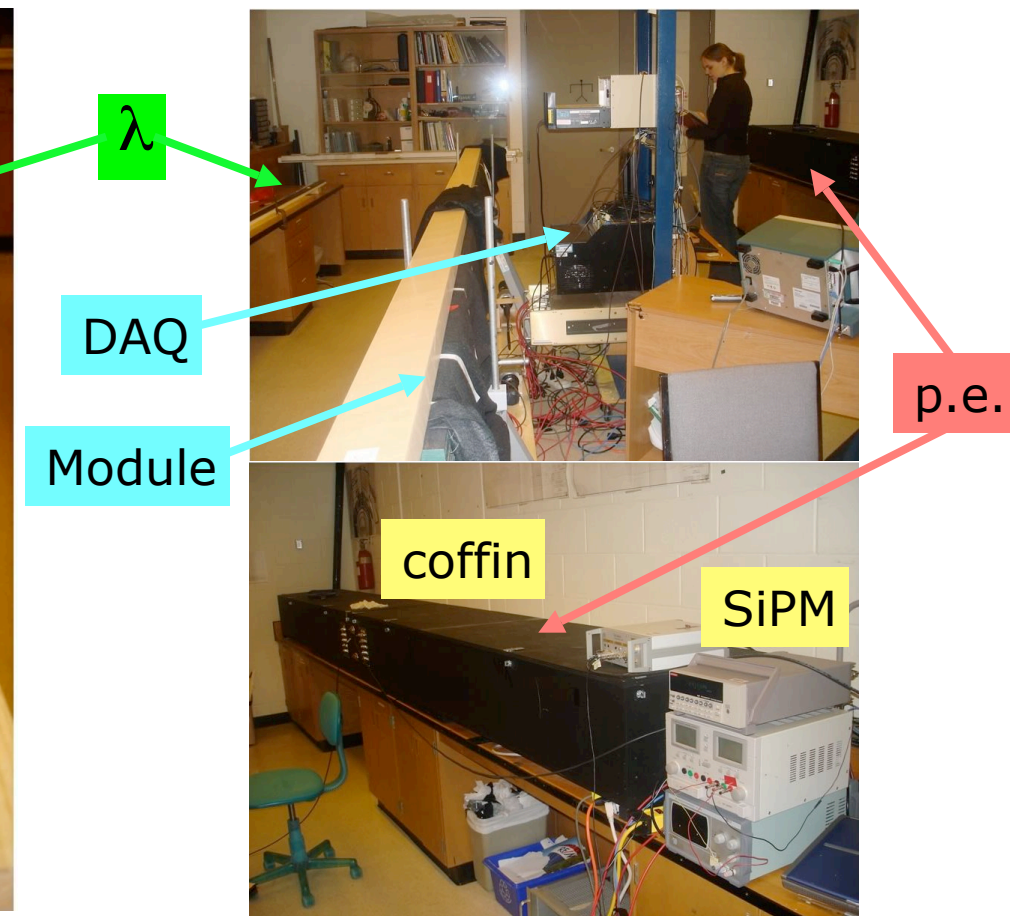 λ
DAQ
Module
p.e.
coffin
SiPM